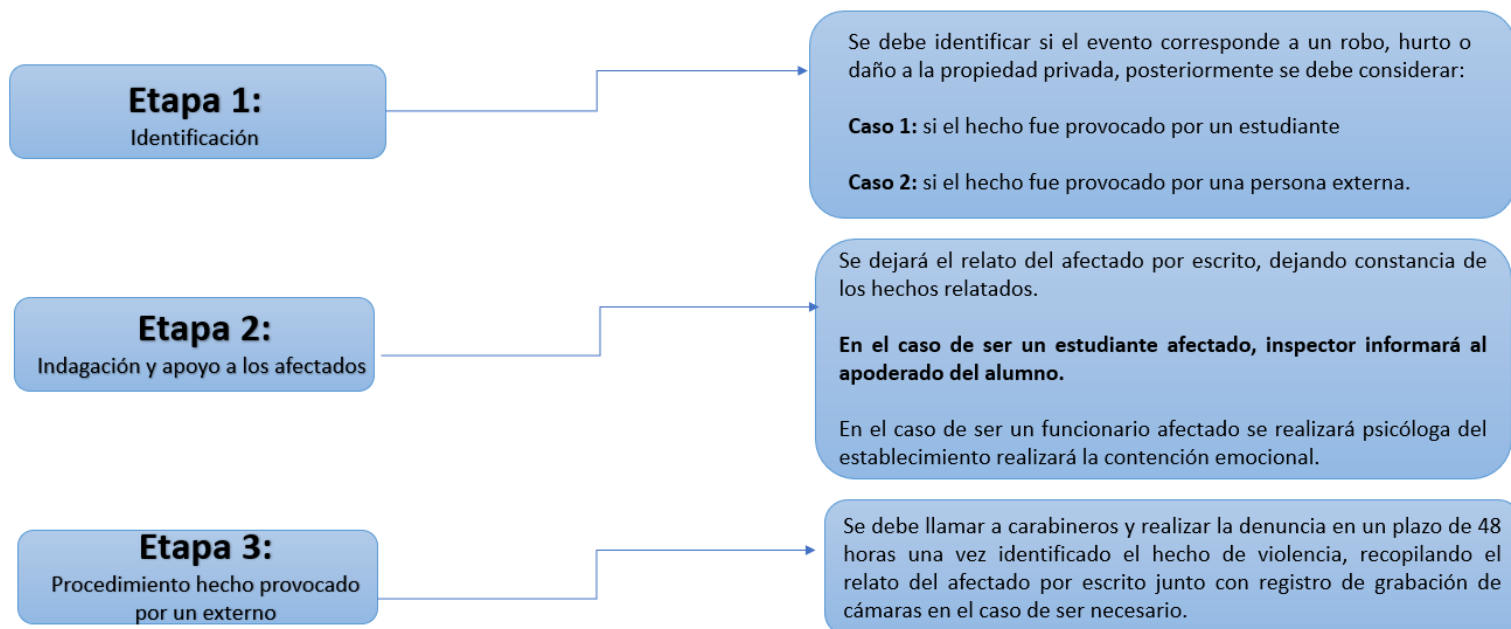 Etapa 1:
Identificación
Se debe identificar si el evento corresponde a un robo, hurto o
daño a la propiedad privada, posteriormente se debe considerar:
Caso 1: si el hecho fue provocado por un estudiante
Caso 2: si el hecho fue provocado por una persona externa.
Etapa 2:
Indagación y apoyo a los afectados
Se dejará el relato del afectado por escrito, dejando constancia de
los hechos relatados.
En el caso de ser un estudiante afectado, inspector informará al
apoderado del alumno.
En el caso de ser un funcionario afectado se realizará psicóloga del
establecimiento realizará la contención emocional.
Etapa 3:
Procedimiento hecho provocado
por un externo
Se debe llamar a carabineros y realizar la denuncia en un plazo de 48
horas una vez identificado el hecho de violencia, recopilando el
relato del afectado por escrito junto con registro de grabación de
cámaras en el caso de ser necesario.